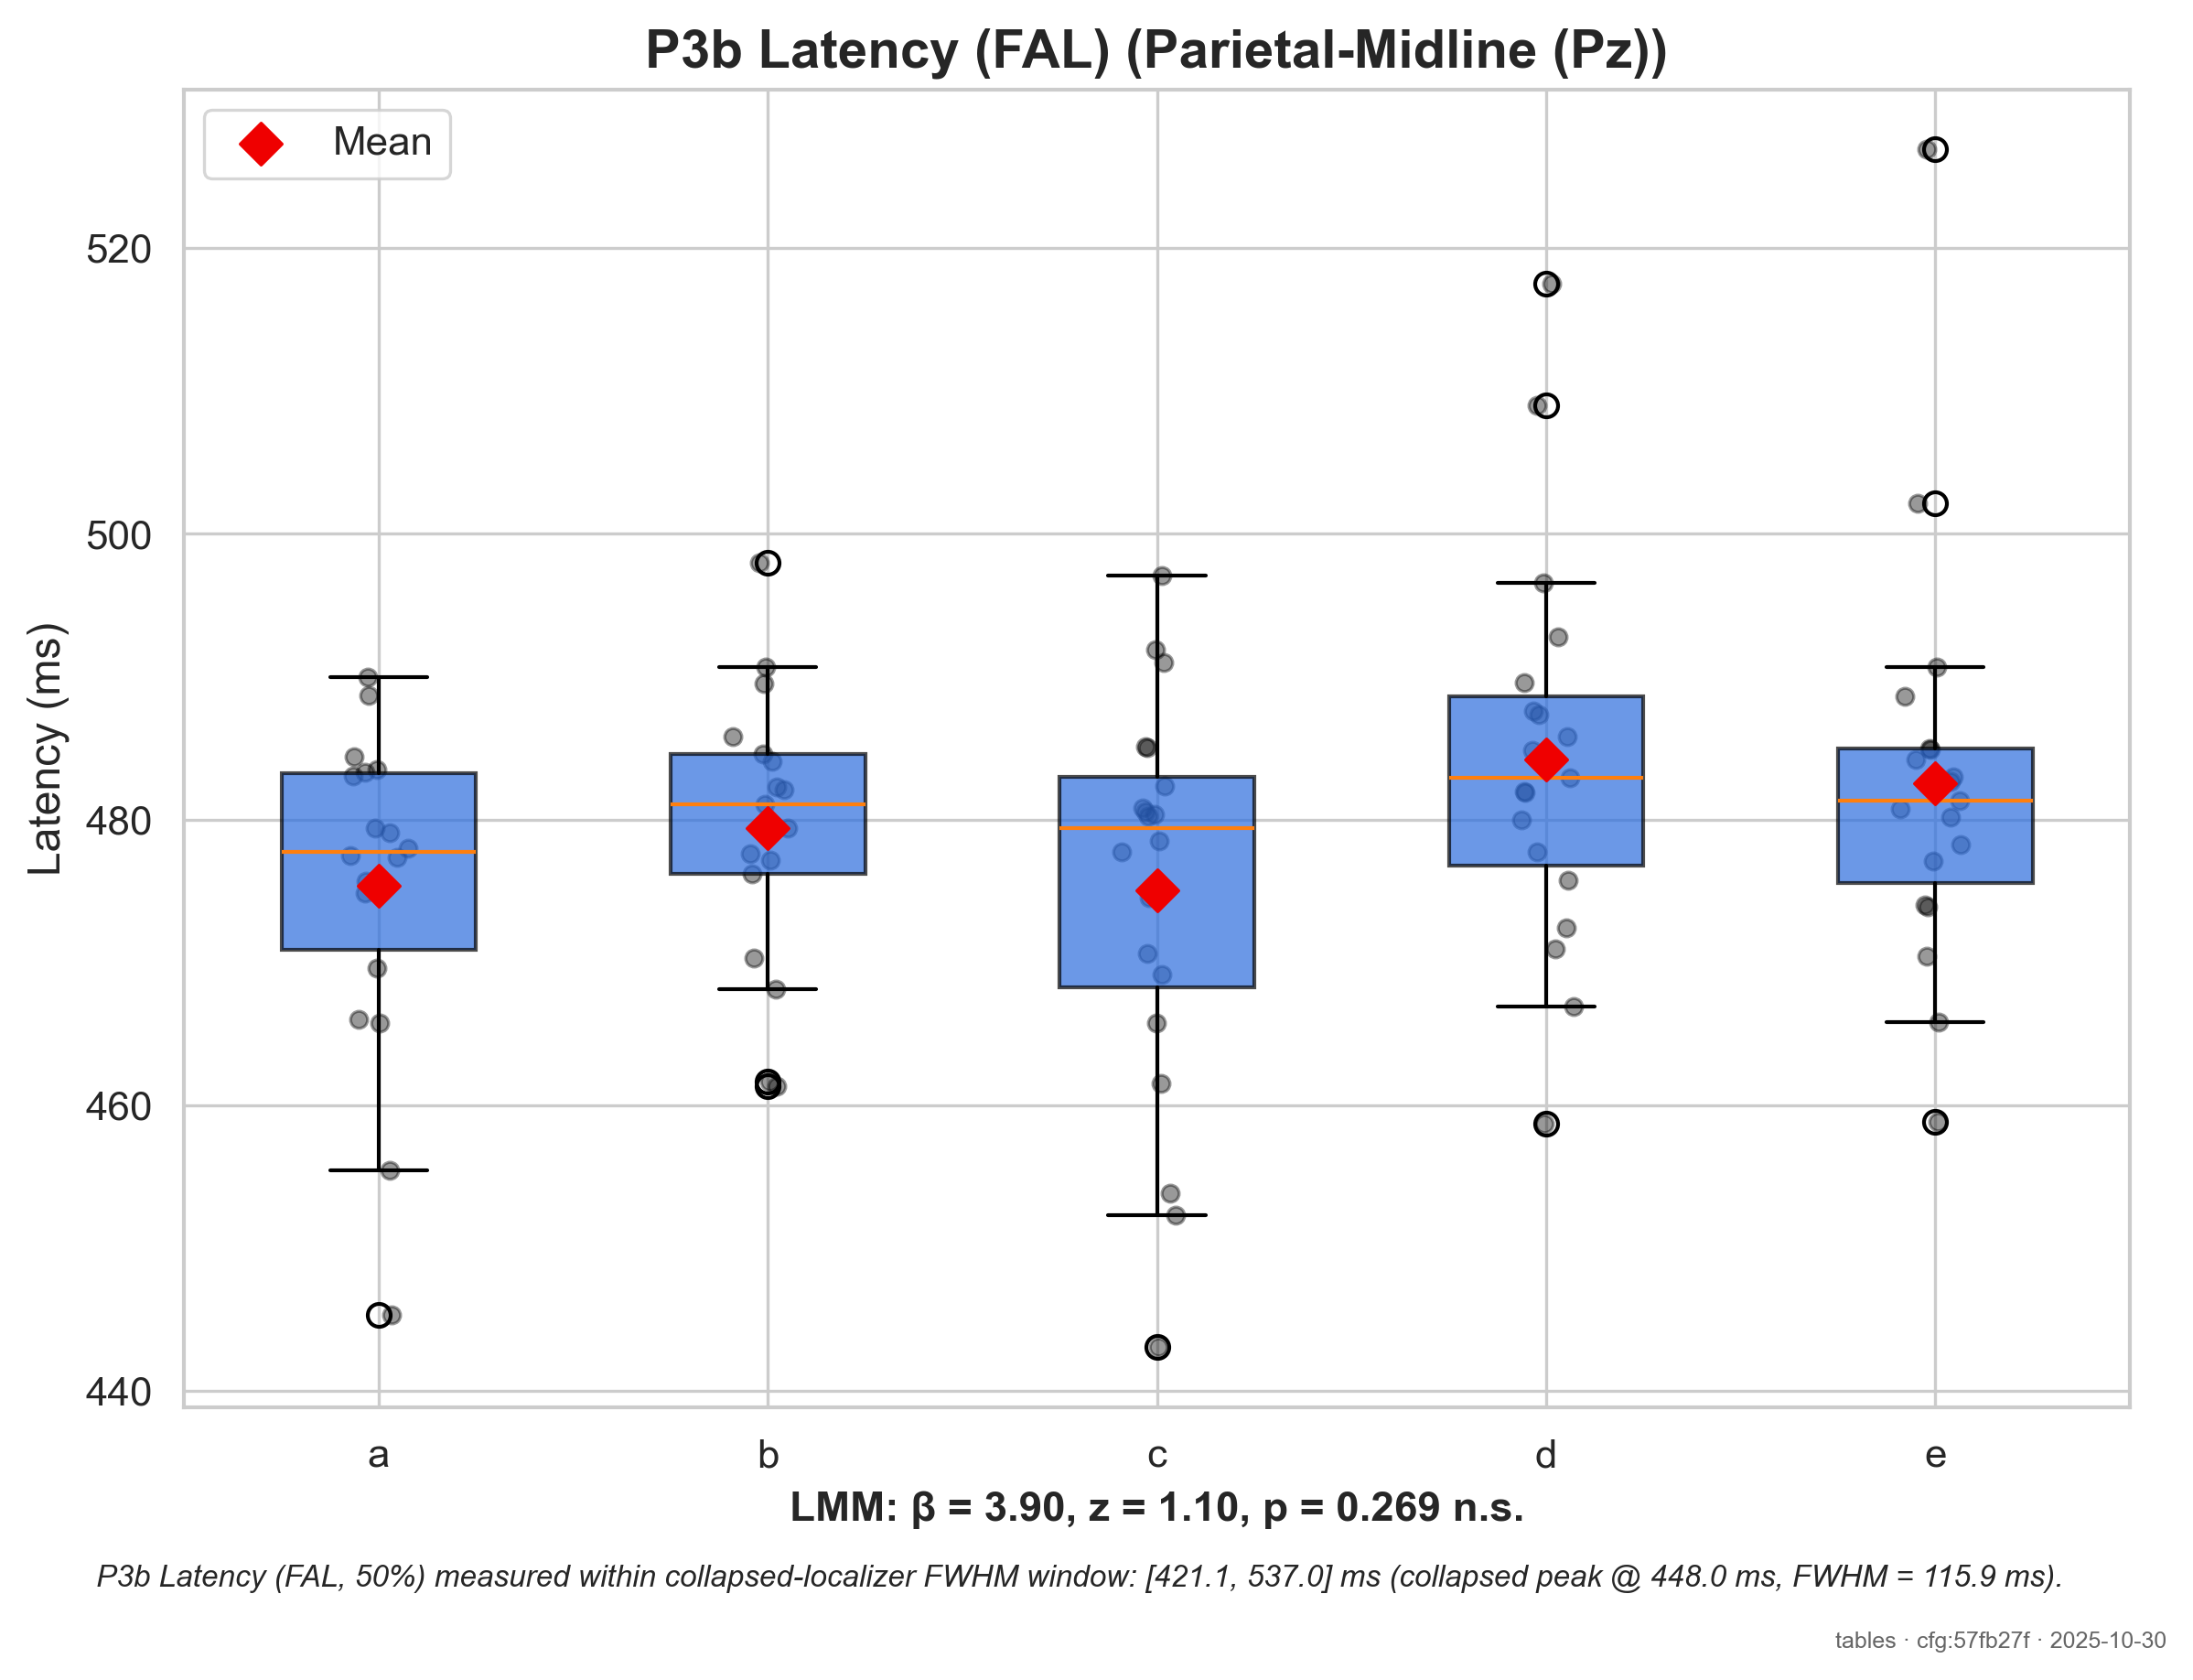 P3b Latency (FAL) (Parietal-Midline (Pz))
Mean
Latency (ms)
520
500
480
460
440
a b c d e
LMM: β = 3.90, z = 1.10, p = 0.269 n.s.
P3b Latency (FAL, 50%) measured within collapsed-localizer FWHM window: [421.1, 537.0] ms (collapsed peak @ 448.0 ms, FWHM = 115.9 ms).
tables · cfg:57fb27f · 2025-10-30